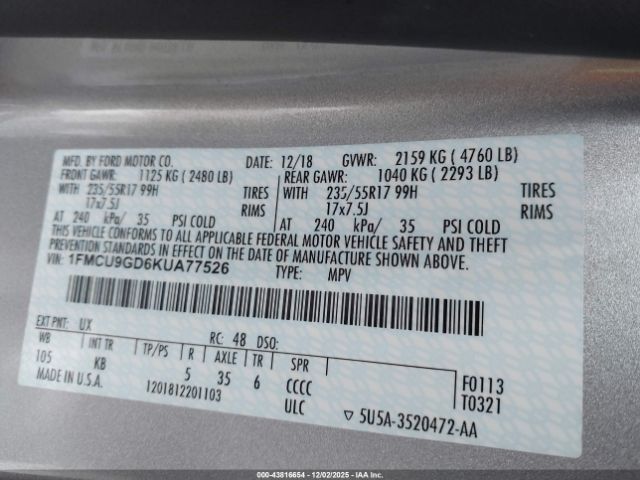 MFD. BY FORD MOTOR CO. DATE: 12/18 GVWR: 2159 KG ( 4760 LB)
FRONT GAWR: 1125 KG ( 2480 LB) REAR GAWR: 1040 KG ( 2293 LB)
WITH 235/55R17 99H TIRES WITH 235/55R17 99H TIRES
17x7.5J RIMS 17x7.5J RIMS
AT 240 kPa/ 35 PSI COLD AT 240 kPa/ 35 PSI COLD
THIS VEHICLE CONFORMS TO ALL APPLICABLE FEDERAL MOTOR VEHICLE SAFETY AND THEFT
PREVENTION STANDARDS IN EFFECT ON THE DATE OF MANUFACTURE SHOWN ABOVE.
VIN: 1FMCU9GD6KUA77526 TYPE: MPV
EXT PNT: UX RC: 48 DSO:
WB INT TR TP/PS R AXLE TR SPR
105 KB 5 35 6 CCCC F0113
MADE IN U.S.A. 1201812201103 ULC T0321
5U5A-3520472-AA
000-43816654 - 12/02/2025 - IAAI.COM